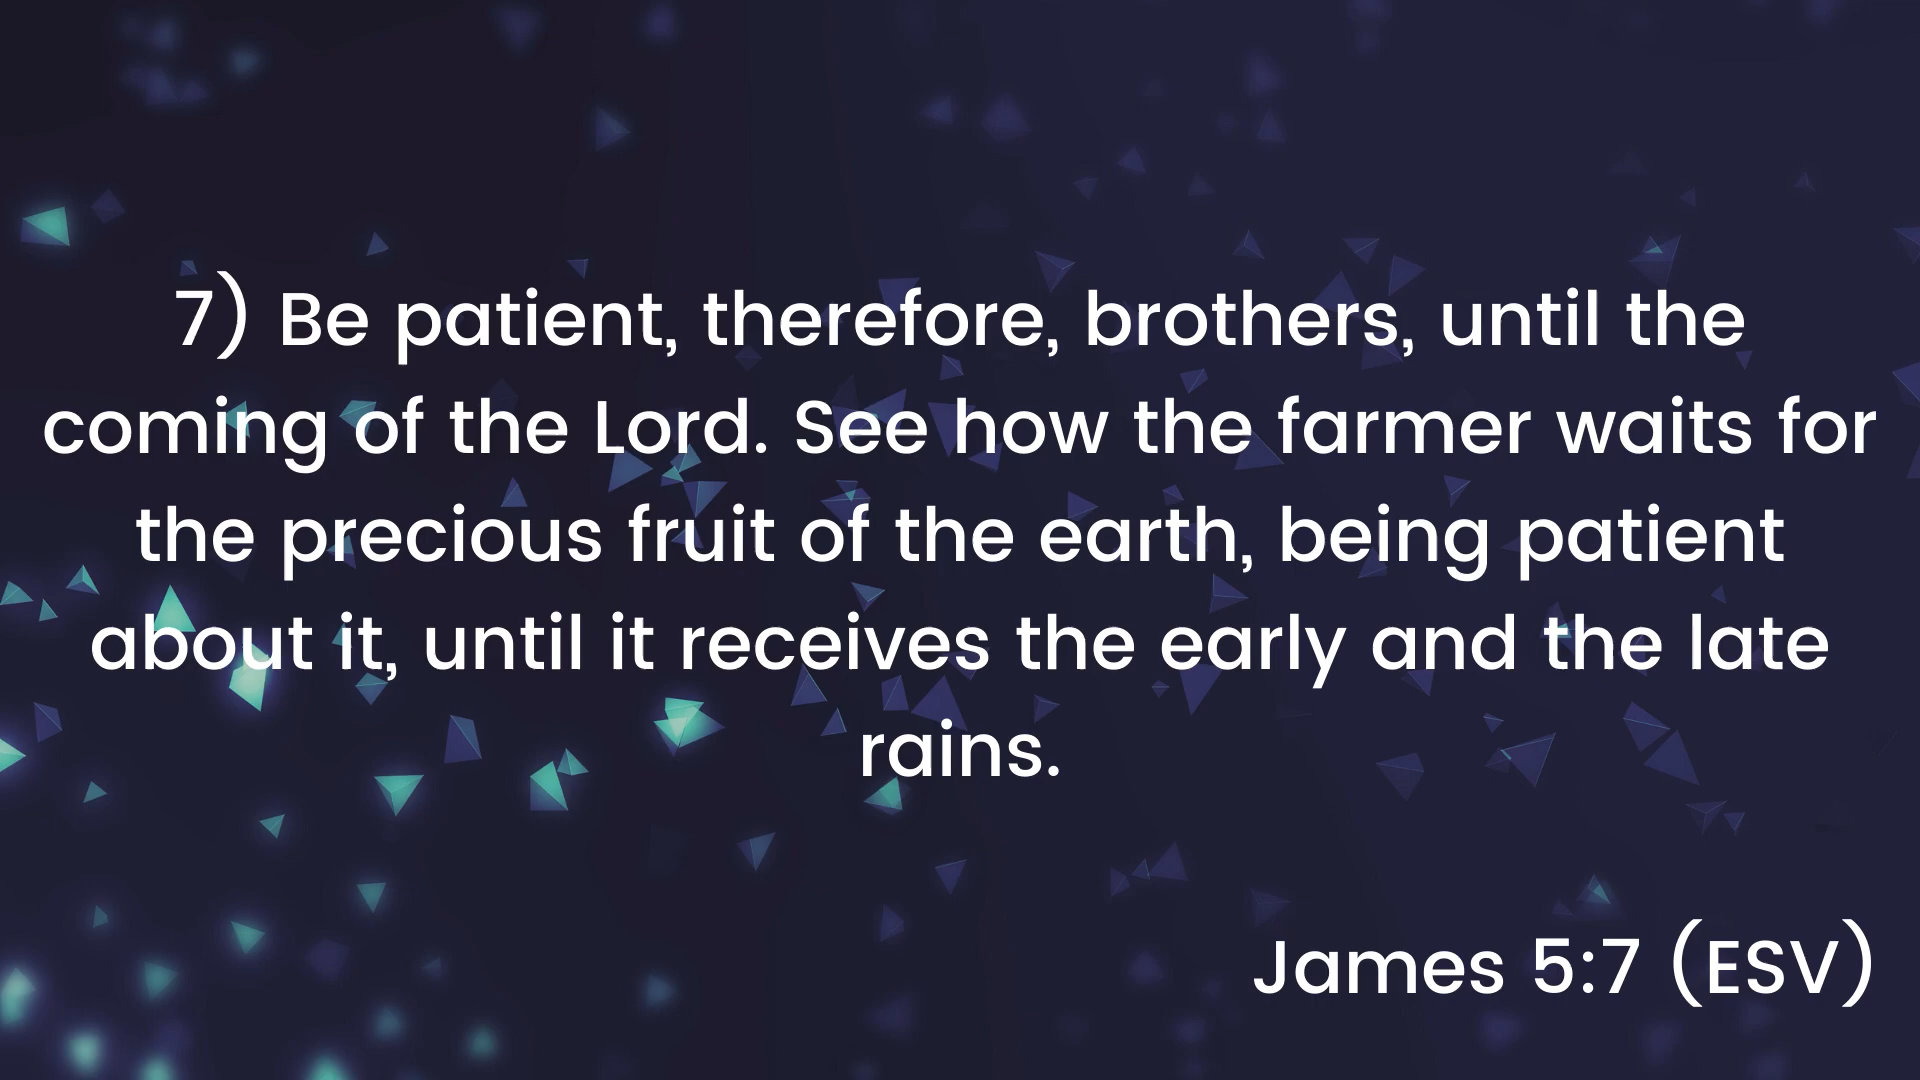 7) Be patient, therefore, brothers, until the
coming of the Lord. See how the farmer waits for
the precious fruit of the earth, being patient
about it, until it receives the early and the late
rains.
James 5:7 (ESV)